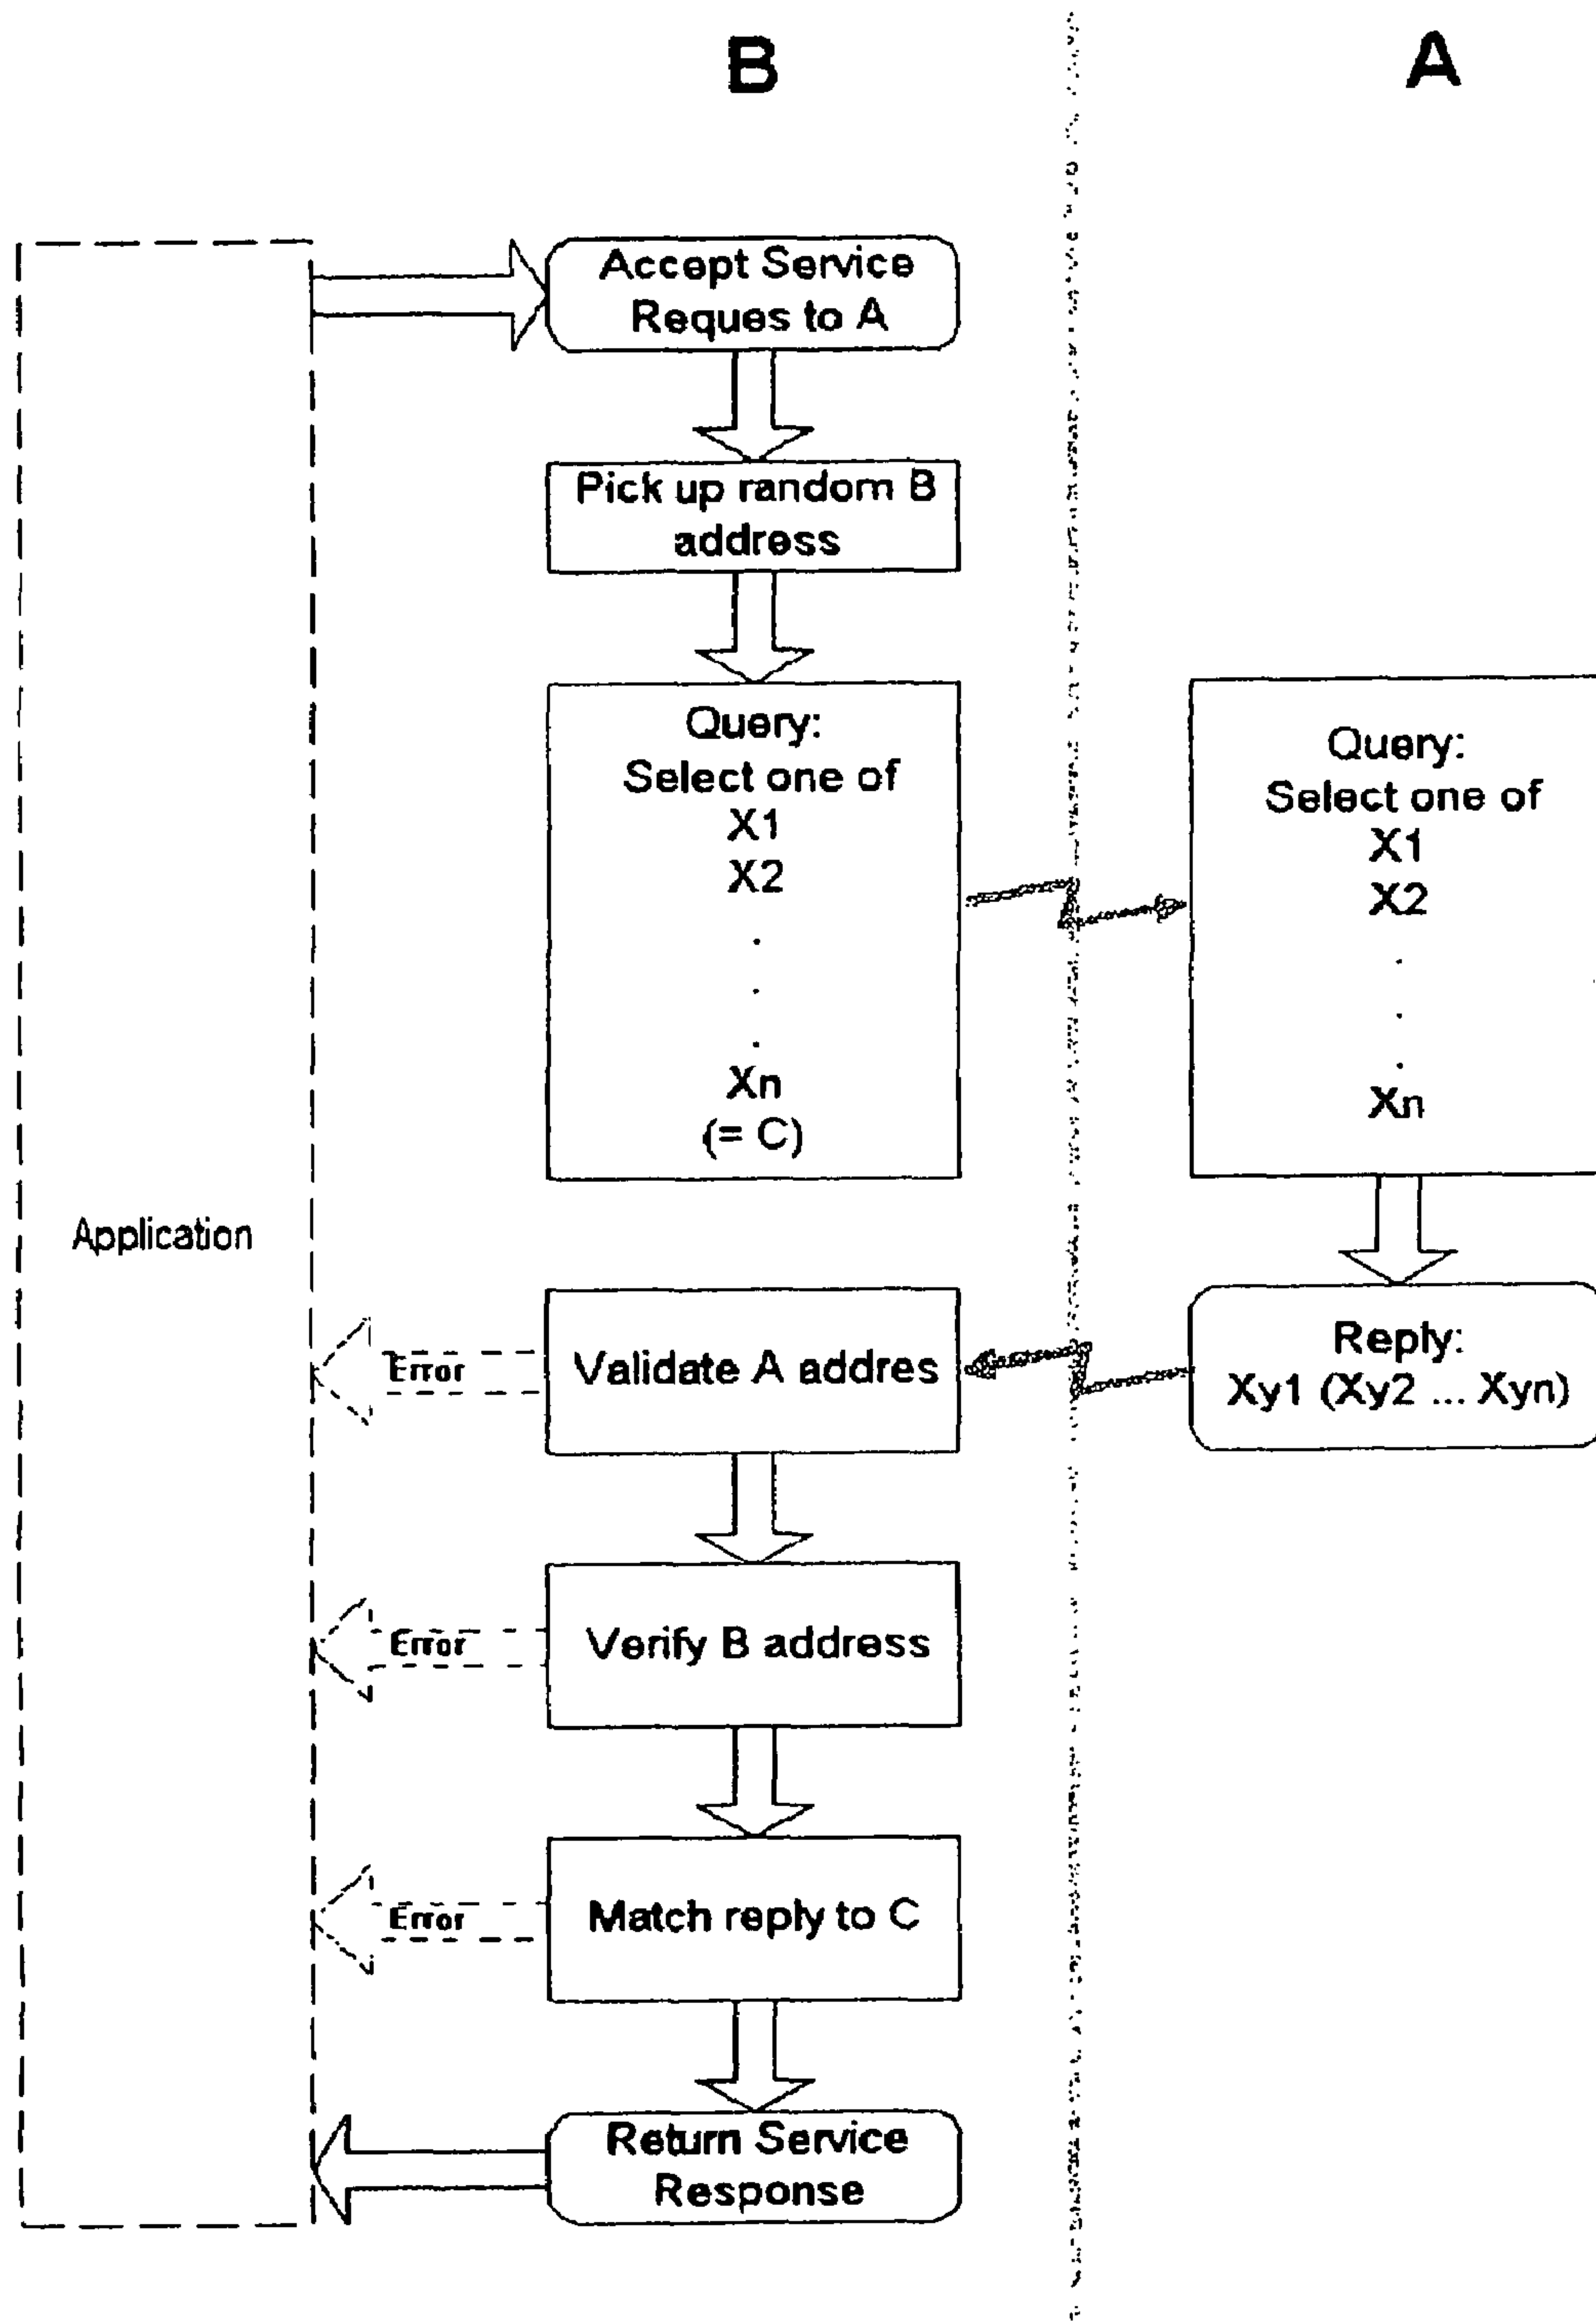 B
A
Accept Service
Reques to A
Pick up random B
address
Query:
Select one of
X1
X2
.
.
.
Xn
(= C)
Query:
Select one of
X1
X2
.
.
.
Xn
Application
Error
Validate A addres
Reply:
Xy1 (Xy2 ... Xyn)
Error
Verify B address
Error
Match reply to C
Return Service
Response